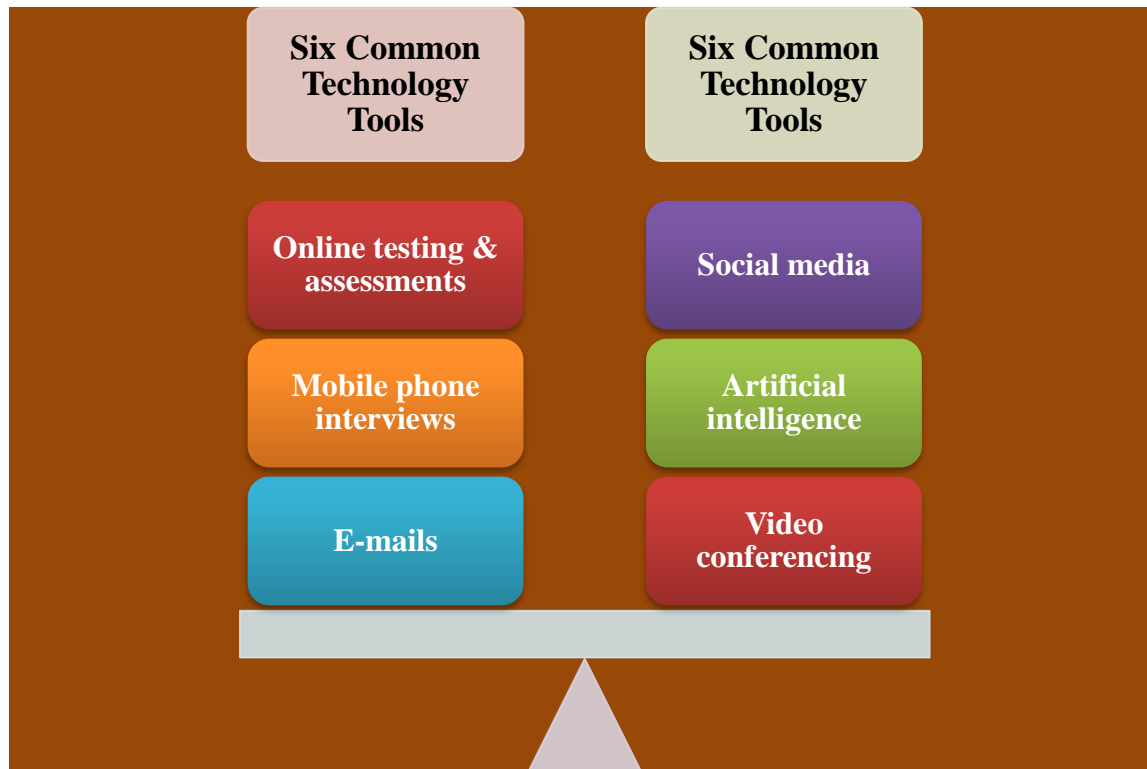 Six Common
Technology
Tools
Six Common
Technology
Tools
Online testing &
assessments
Social media
Mobile phone
interviews
Artificial
intelligence
E-mails
Video
conferencing